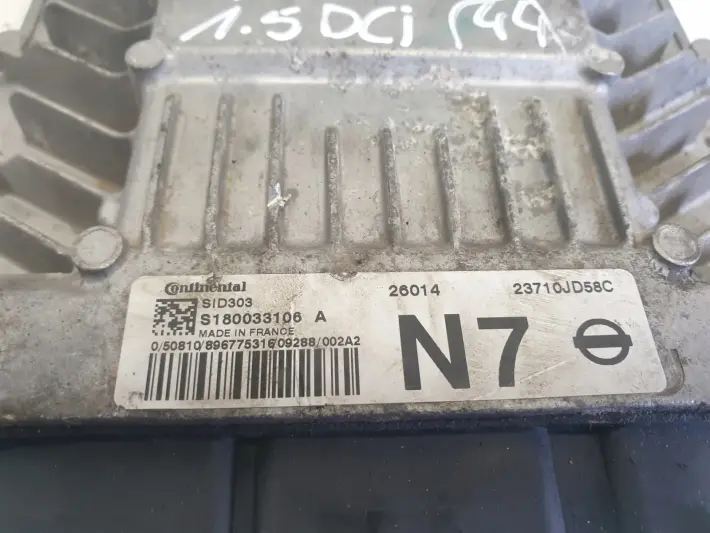 1.5 DCi
Continental
SID303
S180033106 A
MADE IN FRANCE
0/50810/896775316/09288/002A2
26014 23710JD58C
N7